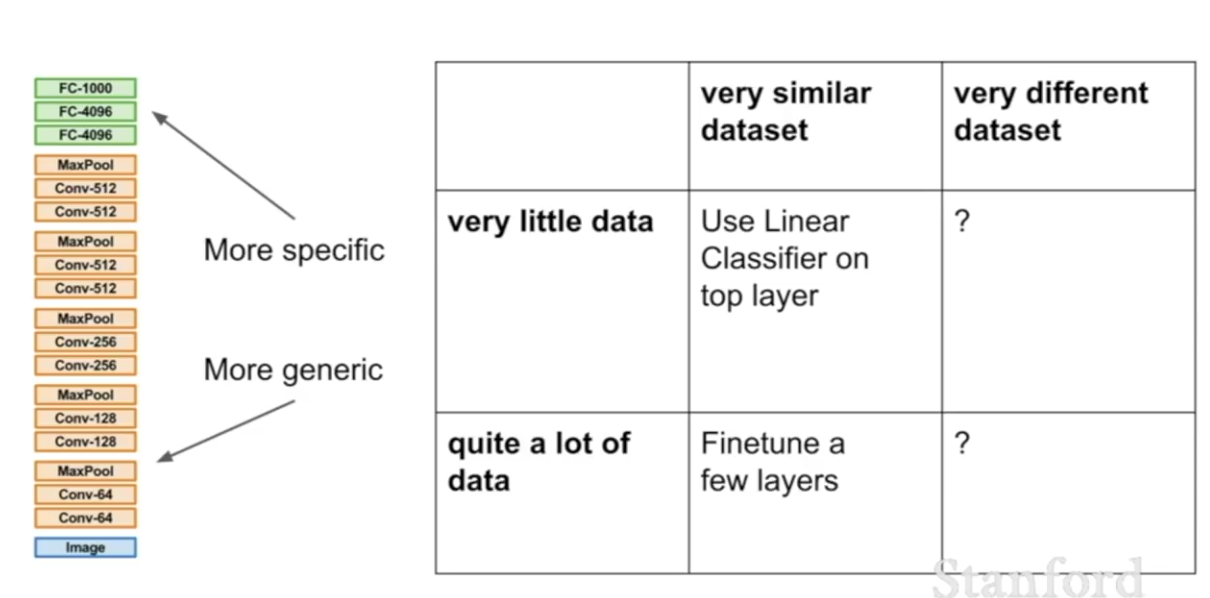 FC-1000
FC-4096
FC-4096
MaxPool
Conv-512
Conv-512
MaxPool
Conv-512
Conv-512
MaxPool
Conv-256
Conv-256
MaxPool
Conv-128
Conv-128
MaxPool
Conv-64
Conv-64
Image
More specific
More generic
very similar
dataset
very different
dataset
very little data
Use Linear
Classifier on
top layer
?
quite a lot of
data
Finetune a
few layers
?
Stanford